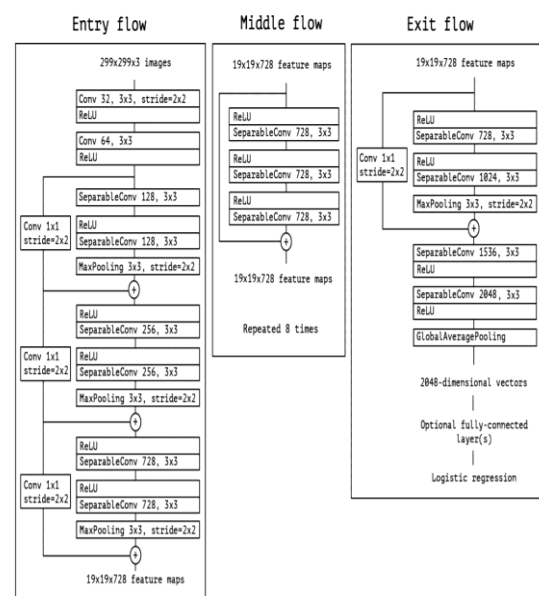 Entry flow
299x299x3 images
Conv 32, 3x3, stride=2x2
ReLU
Conv 64, 3x3
ReLU
SeparableConv 128, 3x3
Conv 1x1
stride=2x2
ReLU
SeparableConv 128, 3x3
MaxPooling 3x3, stride=2x2
+
ReLU
SeparableConv 256, 3x3
Conv 1x1
stride=2x2
ReLU
SeparableConv 256, 3x3
MaxPooling 3x3, stride=2x2
+
ReLU
SeparableConv 728, 3x3
Conv 1x1
stride=2x2
ReLU
SeparableConv 728, 3x3
MaxPooling 3x3, stride=2x2
+
19x19x728 feature maps
Middle flow
19x19x728 feature maps
ReLU
SeparableConv 728, 3x3
ReLU
SeparableConv 728, 3x3
ReLU
SeparableConv 728, 3x3
+
19x19x728 feature maps
Repeated 8 times
Exit flow
19x19x728 feature maps
ReLU
SeparableConv 728, 3x3
Conv 1x1
stride=2x2
ReLU
SeparableConv 1024, 3x3
MaxPooling 3x3, stride=2x2
+
SeparableConv 1536, 3x3
ReLU
SeparableConv 2048, 3x3
ReLU
GlobalAveragePooling
2048-dimensional vectors
Optional fully-connected
layer(s)
Logistic regression